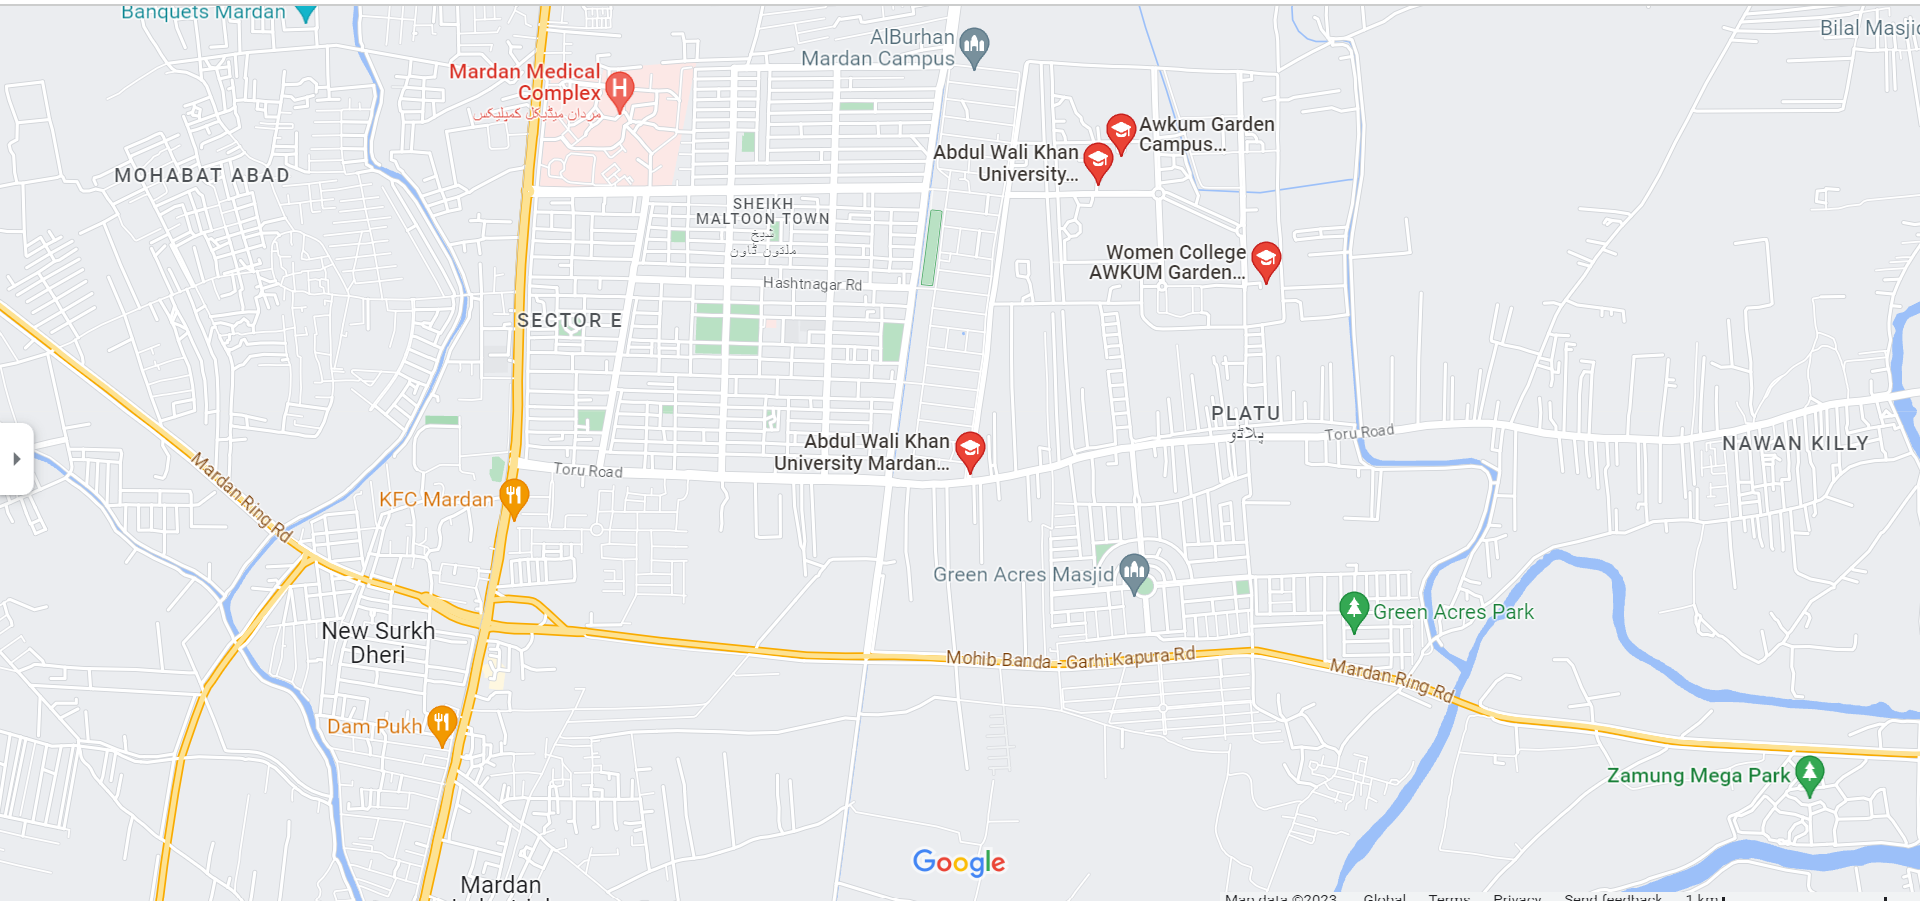 Banquets Mardan
AlBurhan
Mardan Campus
Bilal Masjid
Mardan Medical
Complex
مردان میڈیکل کمپلیکس
Awkum Garden
Campus...
Abdul Wali Khan
University...
MOHABAT ABAD
SHEIKH
MALTOON TOWN
شیخ
ملتون ٹاون
Women College
AWKUM Garden...
Hashtnagar Rd
SECTOR E
PLATU
پلاٹو
Toru Road
NAWAN KILLY
Abdul Wali Khan
University Mardan...
Toru Road
Mardan Ring Rd
KFC Mardan
Green Acres Masjid
Green Acres Park
New Surkh
Dheri
Mohib Banda - Garhi Kapura Rd
Mardan Ring Rd
Dam Pukh
Zamung Mega Park
Google
Mardan
Map data ©2023 Global Terms Privacy Send feedback 1 km